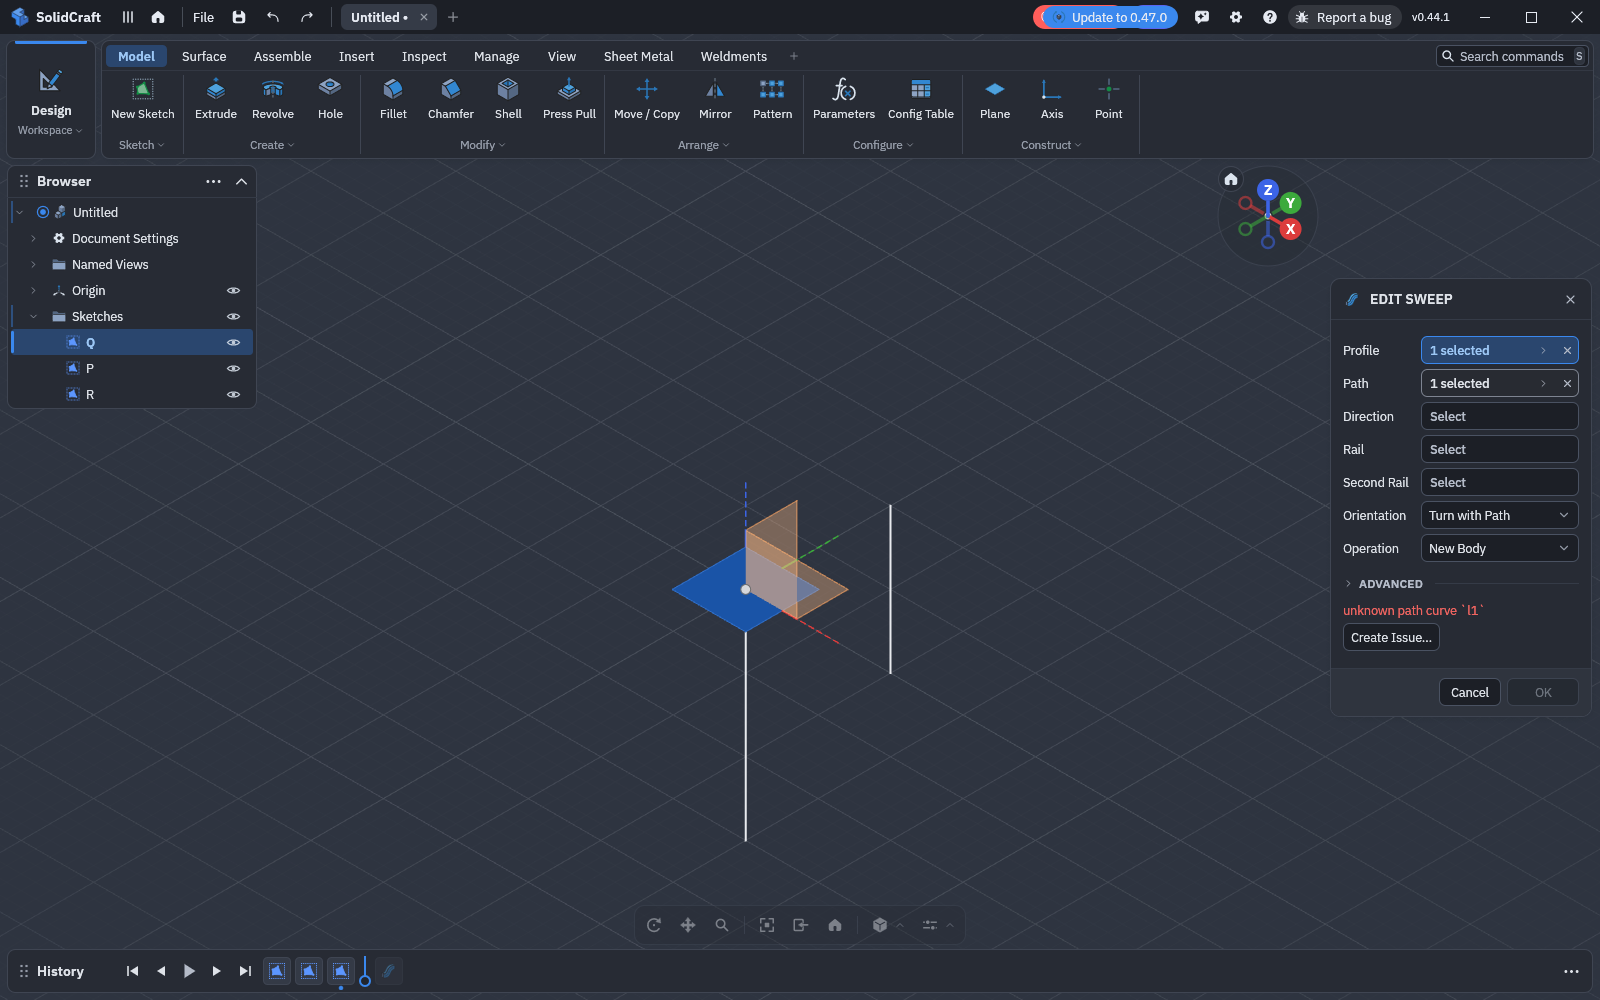 SolidCraft
File
Untitled •
Update to 0.47.0
Report a bug
v0.44.1
Design
Workspace
Model
Surface
Assemble
Insert
Inspect
Manage
View
Sheet Metal
Weldments
Search commands
S
New Sketch
Extrude
Revolve
Hole
Fillet
Chamfer
Shell
Press Pull
Move / Copy
Mirror
Pattern
Parameters
Config Table
Plane
Axis
Point
Sketch
Create
Modify
Arrange
Configure
Construct
Browser
Untitled
Document Settings
Named Views
Origin
Sketches
Q
P
R
Z
Y
X
EDIT SWEEP
Profile
1 selected
Path
1 selected
Direction
Select
Rail
Select
Second Rail
Select
Orientation
Turn with Path
Operation
New Body
ADVANCED
unknown path curve `l1`
Create Issue...
Cancel
OK
History